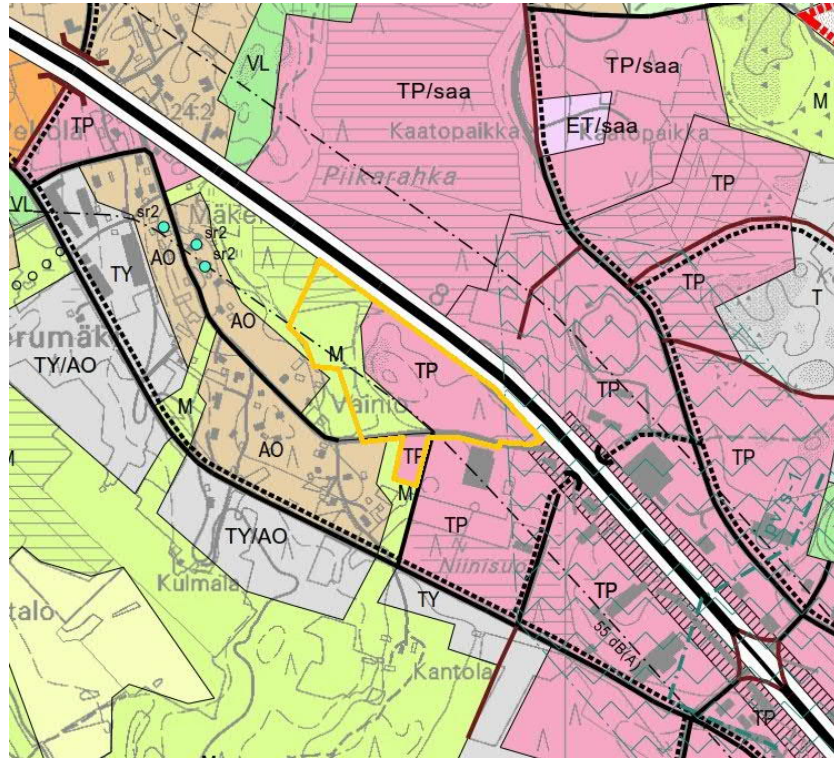 VL
TP/saa
TP/saa
M
24:2
TP
Kaatopaikka
ET/saa
Kaatopaikka
Piikarahka
TP
VL
sr2
Mäke
sr2
sr2
AO
TY
TP
T
AO
TY/AO
M
TP
TP
Vainio
M
AO
TP
TP
M
TP
TY/AO
Niinisuo
Kulmala
TY
TP
55 dB(A)
Kantola
TP